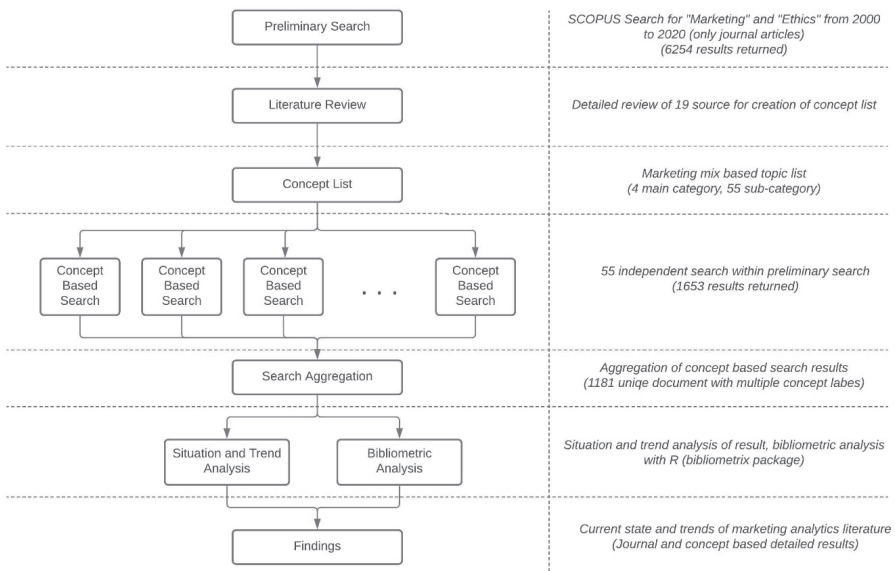 Preliminary Search
SCOPUS Search for "Marketing" and "Ethics" from 2000
to 2020 (only journal articles)
(6254 results returned)
Literature Review
Detailed review of 19 source for creation of concept list
Concept List
Marketing mix based topic list
(4 main category, 55 sub-category)
Concept
Based
Search
Concept
Based
Search
Concept
Based
Search
. . .
Concept
Based
Search
55 independent search within preliminary search
(1653 results returned)
Search Aggregation
Aggregation of concept based search results
(1181 uniqe document with multiple concept labes)
Situation and Trend
Analysis
Bibliometric
Analysis
Situation and trend analysis of result, bibliometric analysis
with R (bibliometrix package)
Findings
Current state and trends of marketing analytics literature
(Journal and concept based detailed results)